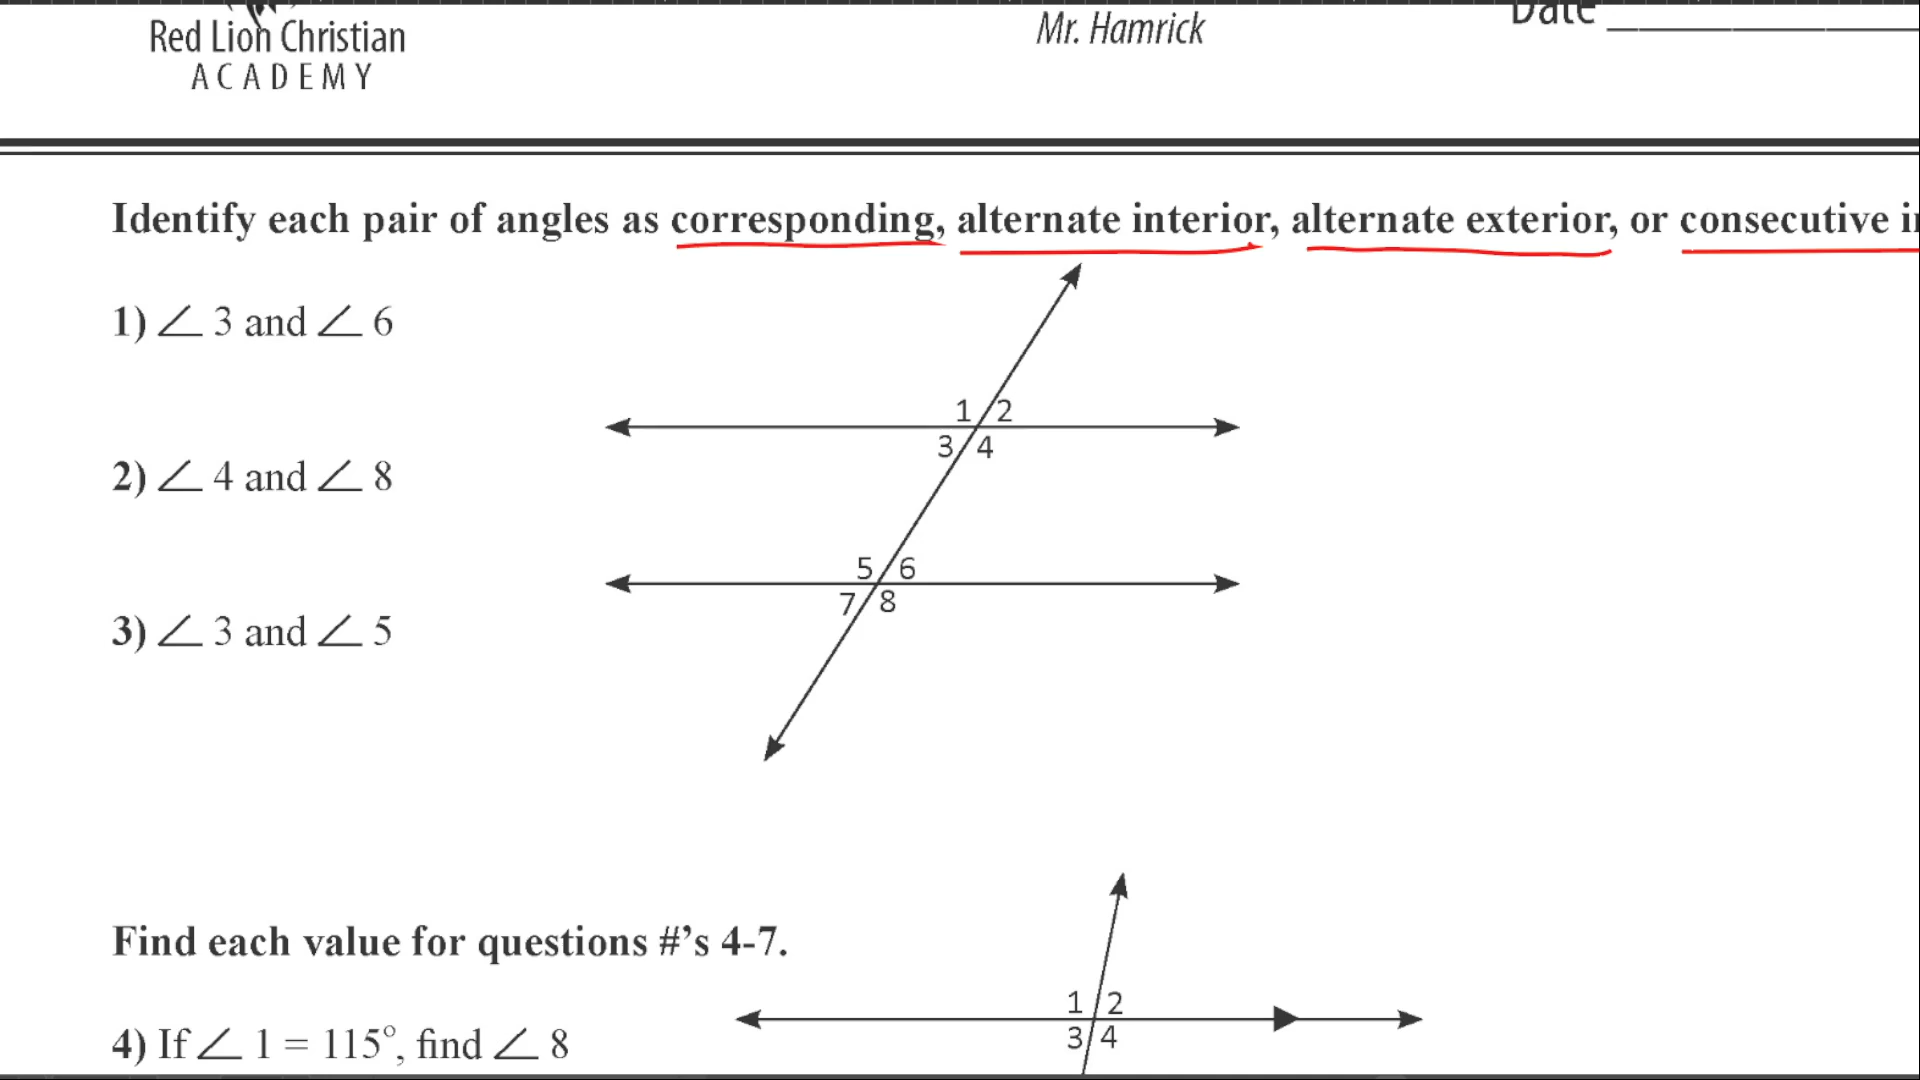 Red Lion Christian
ACADEMY
Mr. Hamrick
Date
Identify each pair of angles as corresponding, alternate interior, alternate exterior, or consecutive
1) ∠ 3 and ∠ 6
2) ∠ 4 and ∠ 8
3) ∠ 3 and ∠ 5
1 2
3 4
5 6
7 8
Find each value for questions #’s 4-7.
4) If ∠ 1 = 115°, find ∠ 8
1 2
3 4